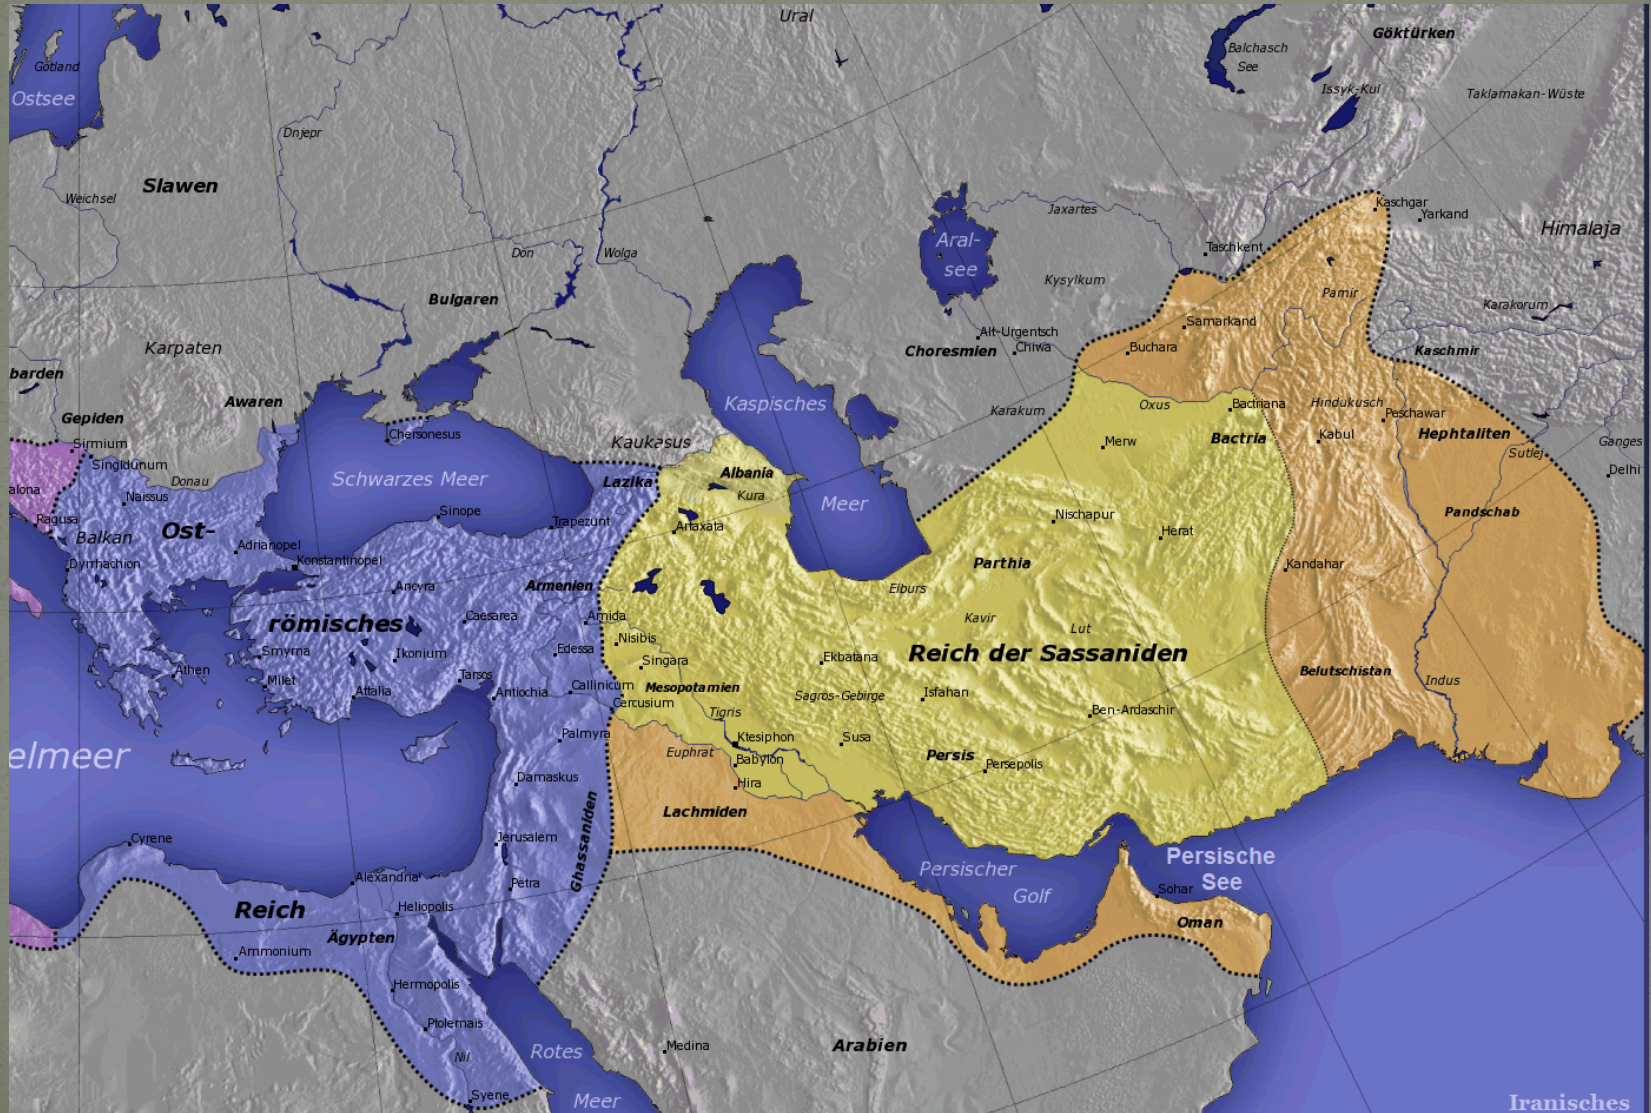 Ural
Göktürken
Balchasch
See
Gotland
Ostsee
Issyk-Kul
Taklamakan-Wüste
Dnjepr
Slawen
Weichsel
Kaschgar
Yarkand
Jaxartes
Himalaja
Aral-
see
Taschkent
Don
Wolga
Kysylkum
Pamir
Bulgaren
Karakorum
Samarkand
Alt-Urgentsch
Chiwa
Choresmien
Buchara
Kaschmir
Karpaten
barden
Awaren
Kaspisches
Karakum
Oxus
Bactriana
Hindukusch
Peschawar
Gepiden
Chersonesus
Kaukasus
Merw
Bactria
Kabul
Hephtaliten
Ganges
Sirmium
Singidunum
Sutlej
Delhi
Donau
Schwarzes Meer
Lazika
Albania
Kura
alona
Naissus
Meer
Ragusa
Sinope
Trapezunt
Artaxata
Nischapur
Herat
Pandschab
Balkan
Ost-
Adrianopel
Konstantinopel
Dyrrhachion
Parthia
Kandahar
Ancyra
Armenien
Elburs
römisches
Caesarea
Amida
Kavir
Lut
Nisibis
Smyrna
Ikonium
Edessa
Singara
Ekbatana
Reich der Sassaniden
Athen
Milet
Tarsos
Attalia
Antiochia
Callinicum
Mesopotamien
Sagros-Gebirge
Isfahan
Belutschistan
Indus
Cercusium
Tigris
Ben-Ardaschir
elmeer
Palmyra
Ktesiphon
Susa
Euphrat
Babylon
Persis
Persepolis
Damaskus
Hira
Lachmiden
Ghassaniden
Cyrene
Jerusalem
Persische
See
Persischer
Golf
Alexandria
Petra
Sohar
Reich
Heliopolis
Oman
Ägypten
Ammonium
Hermopolis
Ptolemais
Medina
Arabien
Nil
Rotes
Meer
Syene
Iranisches